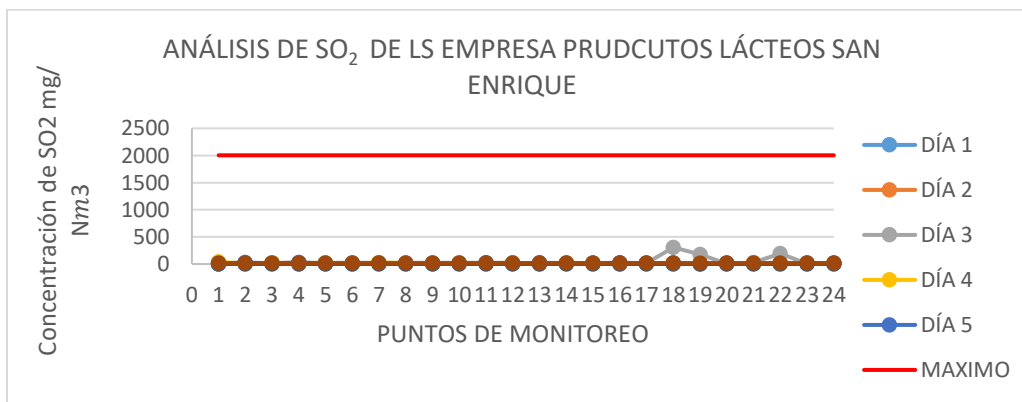 ANÁLISIS DE SO₂ DE LS EMPRESA PRUDCUTOS LÁCTEOS SAN
ENRIQUE
Concentración de SO2 mg/
N𝑚3
2500
2000
1500
1000
500
0
0 1 2 3 4 5 6 7 8 9 10 11 12 13 14 15 16 17 18 19 20 21 22 23 24
PUNTOS DE MONITOREO
DÍA 1
DÍA 2
DÍA 3
DÍA 4
DÍA 5
MAXIMO